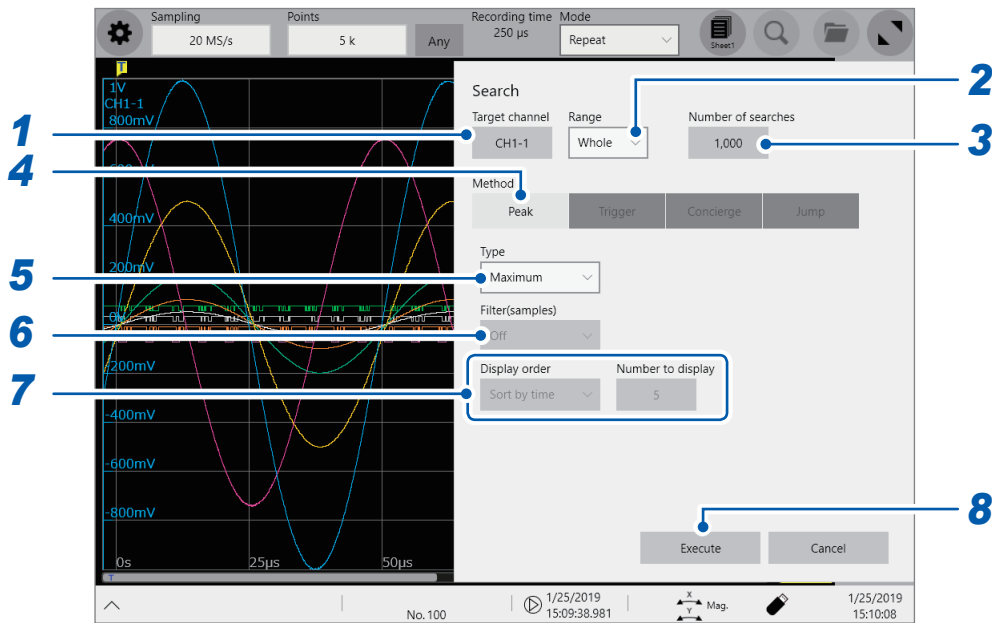 Sampling
20 MS/s
Points
5 k
Any
Recording time
250 µs
Mode
Repeat
Sheet1
T
1V
CH1-1
800mV
400mV
200mV
-200mV
-400mV
-600mV
-800mV
0s
25µs
50µs
T
Search
Target channel
CH1-1
Range
Whole
Number of searches
1,000
Method
Peak
Trigger
Concierge
Jump
Type
Maximum
Filter(samples)
Off
Display order
Sort by time
Number to display
5
Execute
Cancel
1
2
3
4
5
6
7
8
No. 100
1/25/2019
15:09:38.981
X
Y
Mag.
1/25/2019
15:10:08